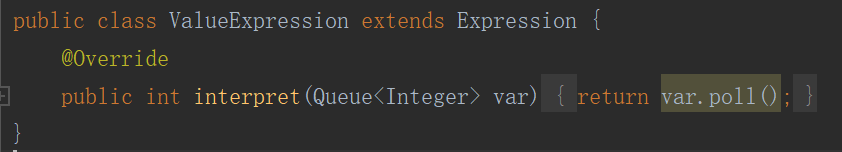 public class ValueExpression extends Expression {
@Override
public int interpret(Queue<Integer> var) { return var.poll(); }
}